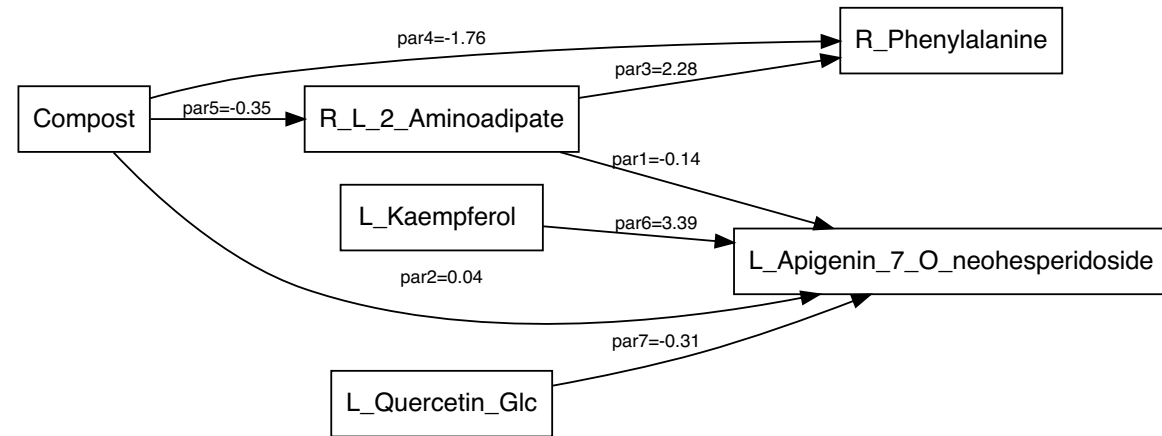 par4=-1.76
R_Phenylalanine
par3=2.28
Compost
par5=-0.35
R_L_2_Aminoadipate
par1=-0.14
L_Kaempferol
par6=3.39
L_Apigenin_7_O_neohesperidoside
par2=0.04
par7=-0.31
L_Quercetin_Glc